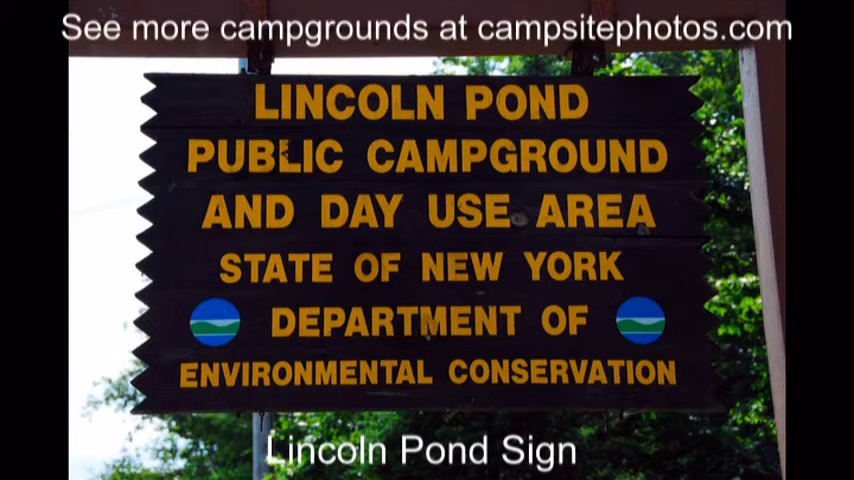 See more campgrounds at campsitephotos.com
LINCOLN POND
PUBLIC CAMPGROUND
AND DAY USE AREA
STATE OF NEW YORK
DEPARTMENT OF
ENVIRONMENTAL CONSERVATION
Lincoln Pond Sign